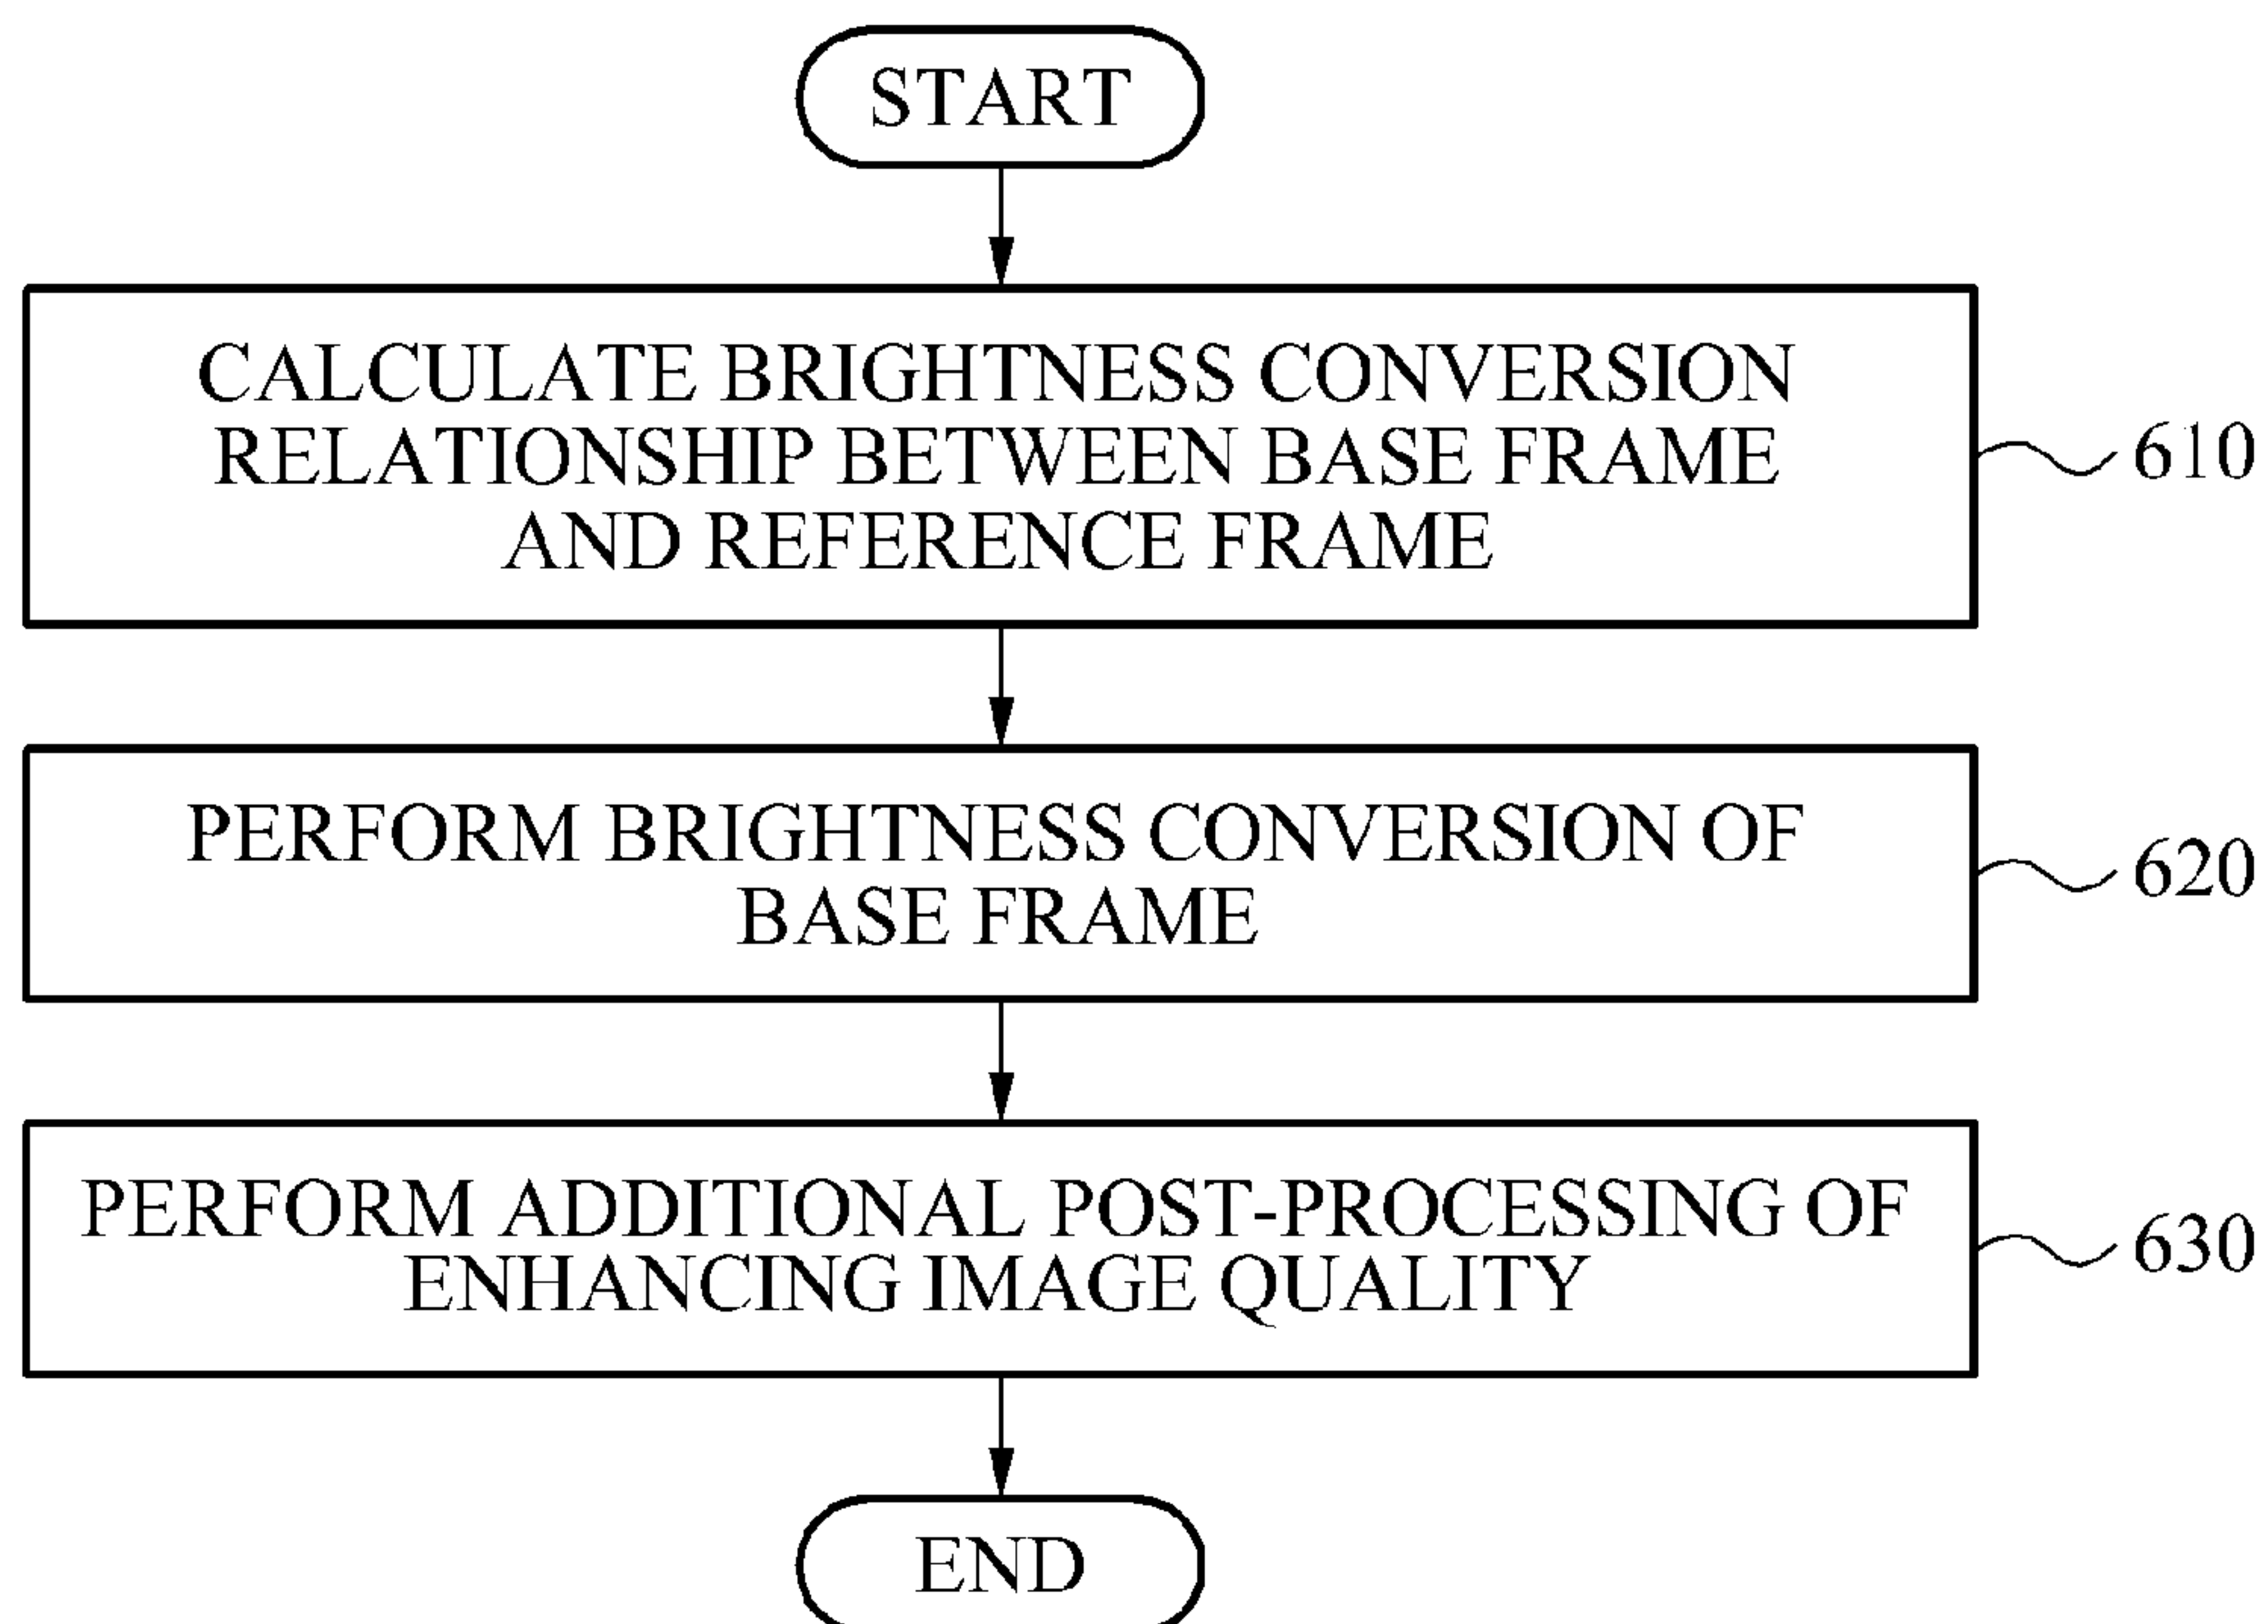 START
CALCULATE BRIGHTNESS CONVERSION
RELATIONSHIP BETWEEN BASE FRAME
AND REFERENCE FRAME
610
PERFORM BRIGHTNESS CONVERSION OF
BASE FRAME
620
PERFORM ADDITIONAL POST-PROCESSING OF
ENHANCING IMAGE QUALITY
630
END